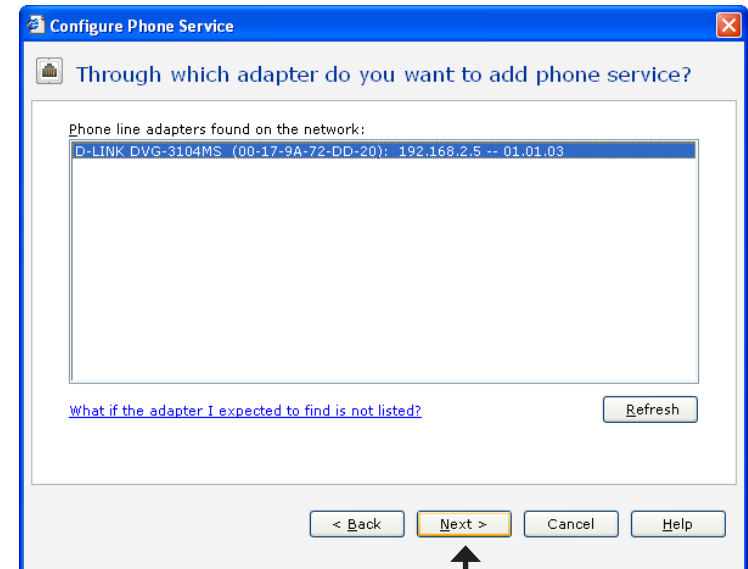 Configure Phone Service
Through which adapter do you want to add phone service?
Phone line adapters found on the network:
D-LINK DVG-3104MS (00-17-9A-72-DD-20): 192.168.2.5 -- 01.01.03
What if the adapter I expected to find is not listed?
Refresh
< Back
Next >
Cancel
Help